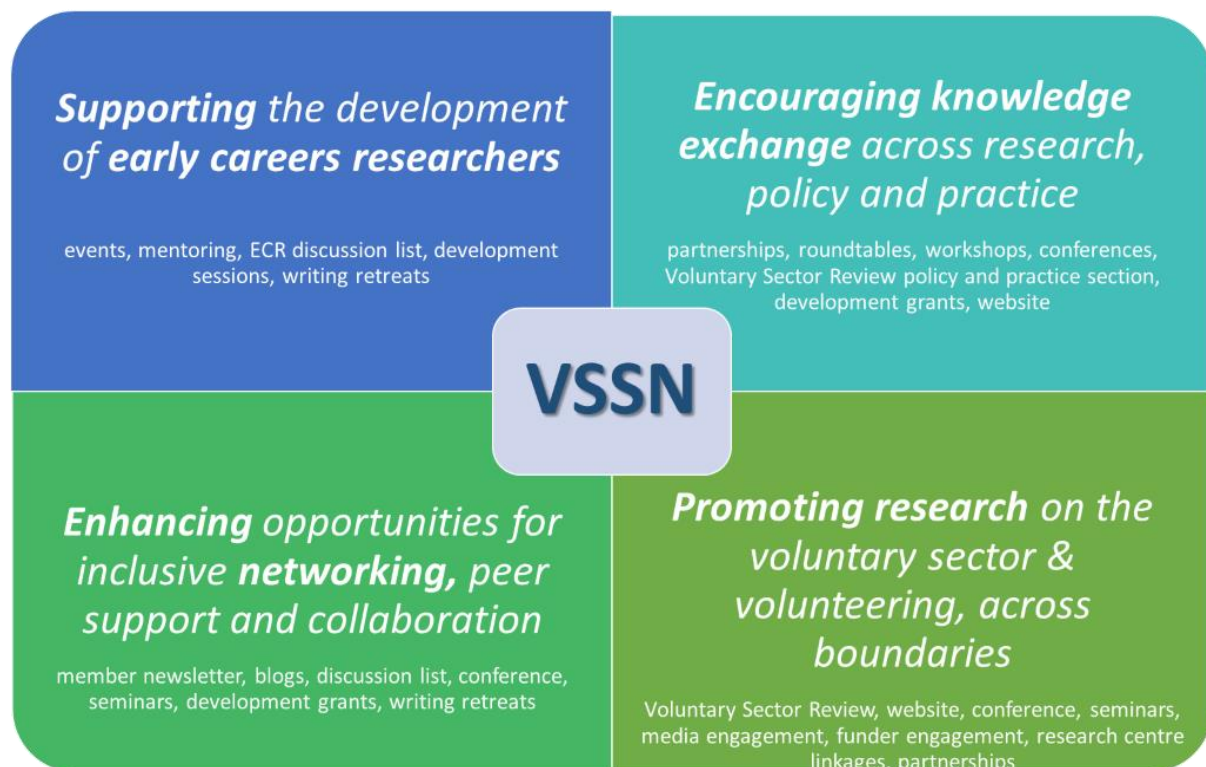 Supporting the development
of early careers researchers
events, mentoring, ECR discussion list, development
sessions, writing retreats
Encouraging knowledge
exchange across research,
policy and practice
partnerships, roundtables, workshops, conferences,
Voluntary Sector Review policy and practice section,
development grants, website
VSSN
Enhancing opportunities for
inclusive networking, peer
support and collaboration
member newsletter, blogs, discussion list, conference,
seminars, development grants, writing retreats
Promoting research on the
voluntary sector &
volunteering, across
boundaries
Voluntary Sector Review, website, conference, seminars,
media engagement, funder engagement, research centre
linkages, partnerships